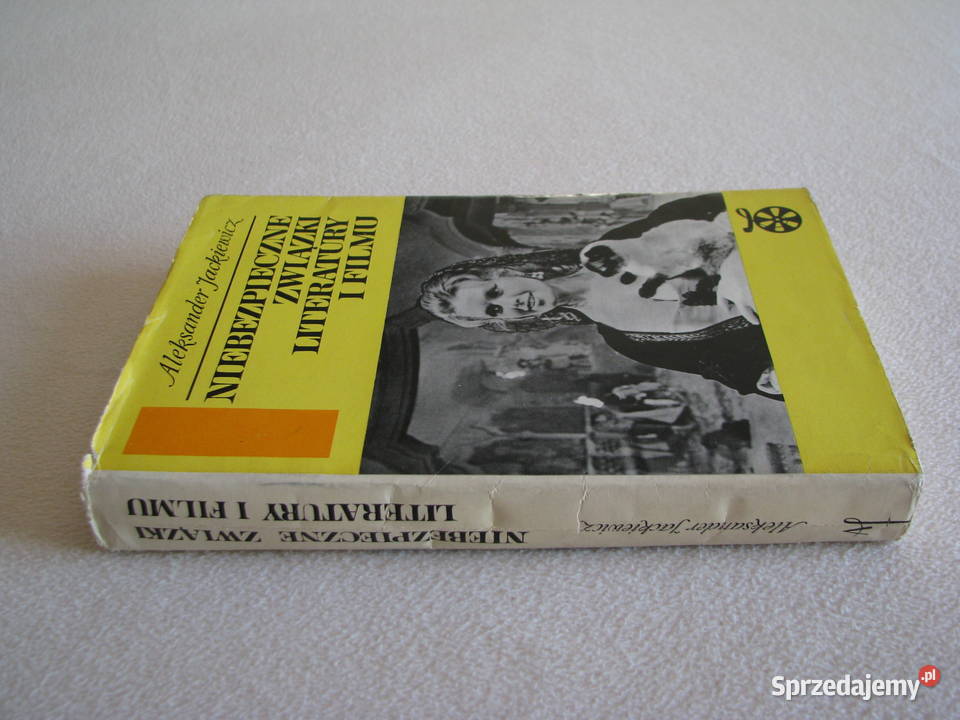 Aleksander Jackiewicz
NIEBEZPIECZNE
ZWIĄZKI
LITERATURY
I FILMU
NIEBEZPIECZNE ZWIĄZKI
LITERATURY I FILMU
Aleksander Jackiewicz
Sprzedajemy.pl